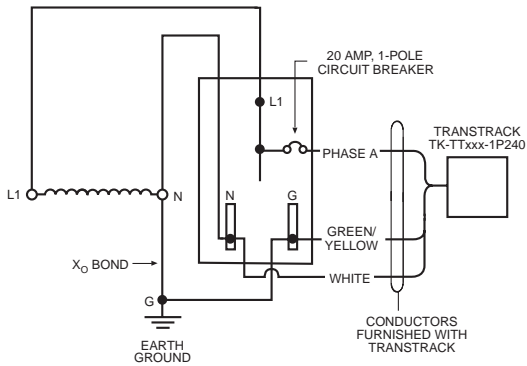 20 AMP, 1-POLE
CIRCUIT BREAKER
L1
TRANSTRACK
TK-TTxxx-1P240
PHASE A
L1
N
N
G
GREEN/
YELLOW
XO BOND
WHITE
G
EARTH
GROUND
CONDUCTORS
FURNISHED WITH
TRANSTRACK